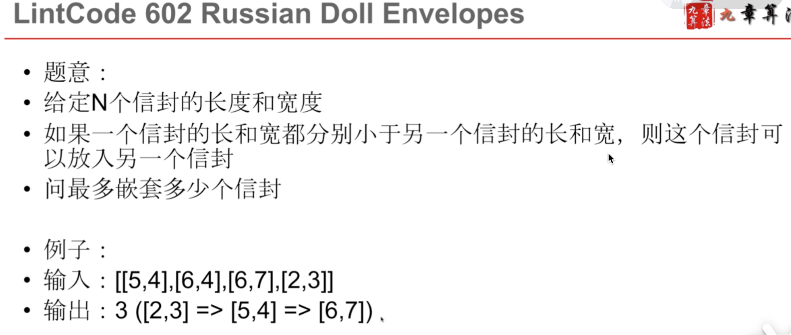 LintCode 602 Russian Doll Envelopes
九章算法
九章算法
• 题意：
• 给定N个信封的长度和宽度
• 如果一个信封的长和宽都分别小于另一个信封的长和宽，则这个信封可
以放入另一个信封
• 问最多嵌套多少个信封
• 例子：
• 输入：[[5,4],[6,4],[6,7],[2,3]]
• 输出：3 ([2,3] => [5,4] => [6,7])